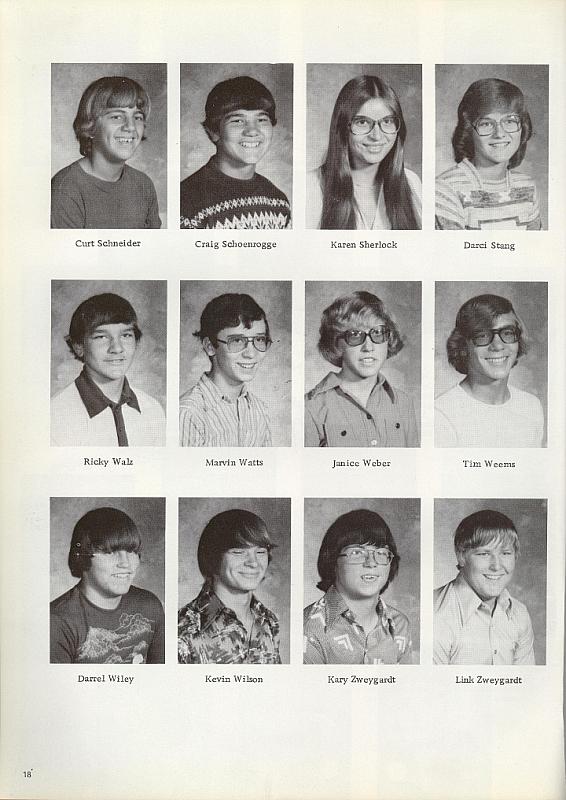 Curt Schneider
Craig Schoenrogge
Karen Sherlock
Darci Stang
Ricky Walz
Marvin Watts
Janice Weber
Tim Weems
Darrel Wiley
Kevin Wilson
Kary Zweygardt
Link Zweygardt
18